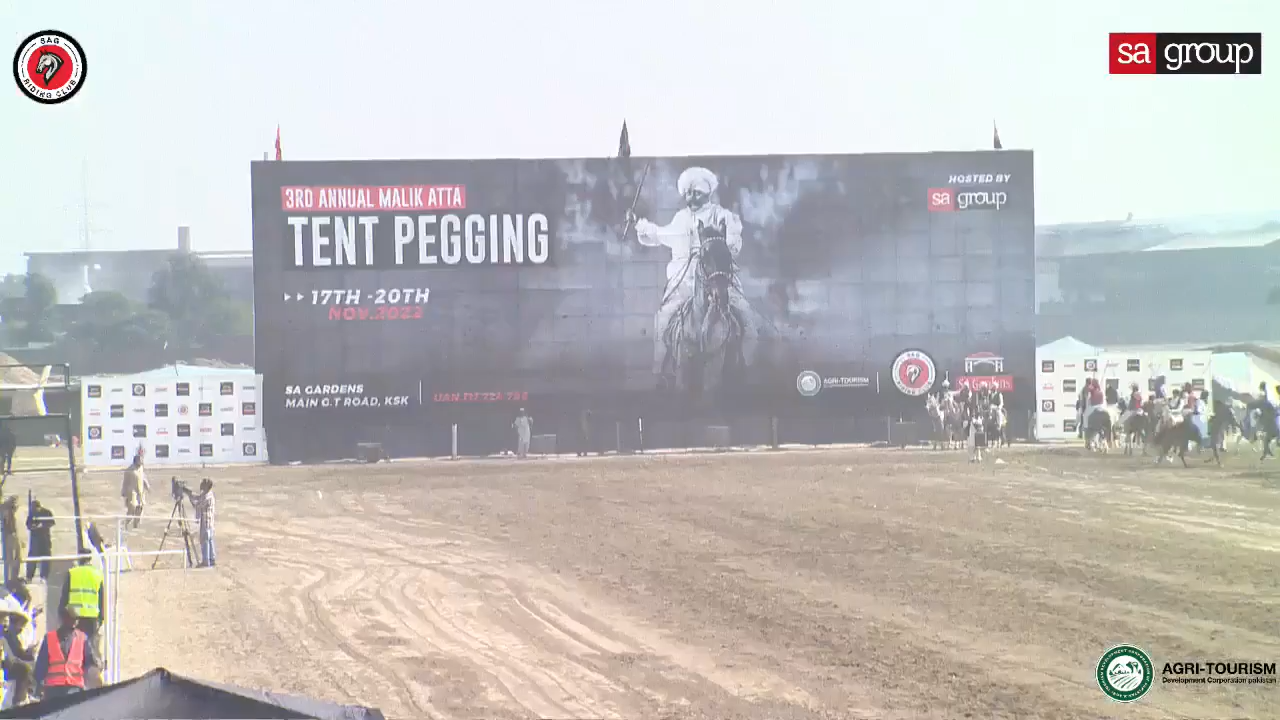 SAG
RIDING CLUB
sa group
3RD ANNUAL MALIK ATTA
TENT PEGGING
17TH -20TH
NOV.2022
HOSTED BY
sa group
SA GARDENS
MAIN G.T ROAD, KSK
AGRI-TOURISM
SA Gardens
AGRI-TOURISM
Development Corporation pakistan